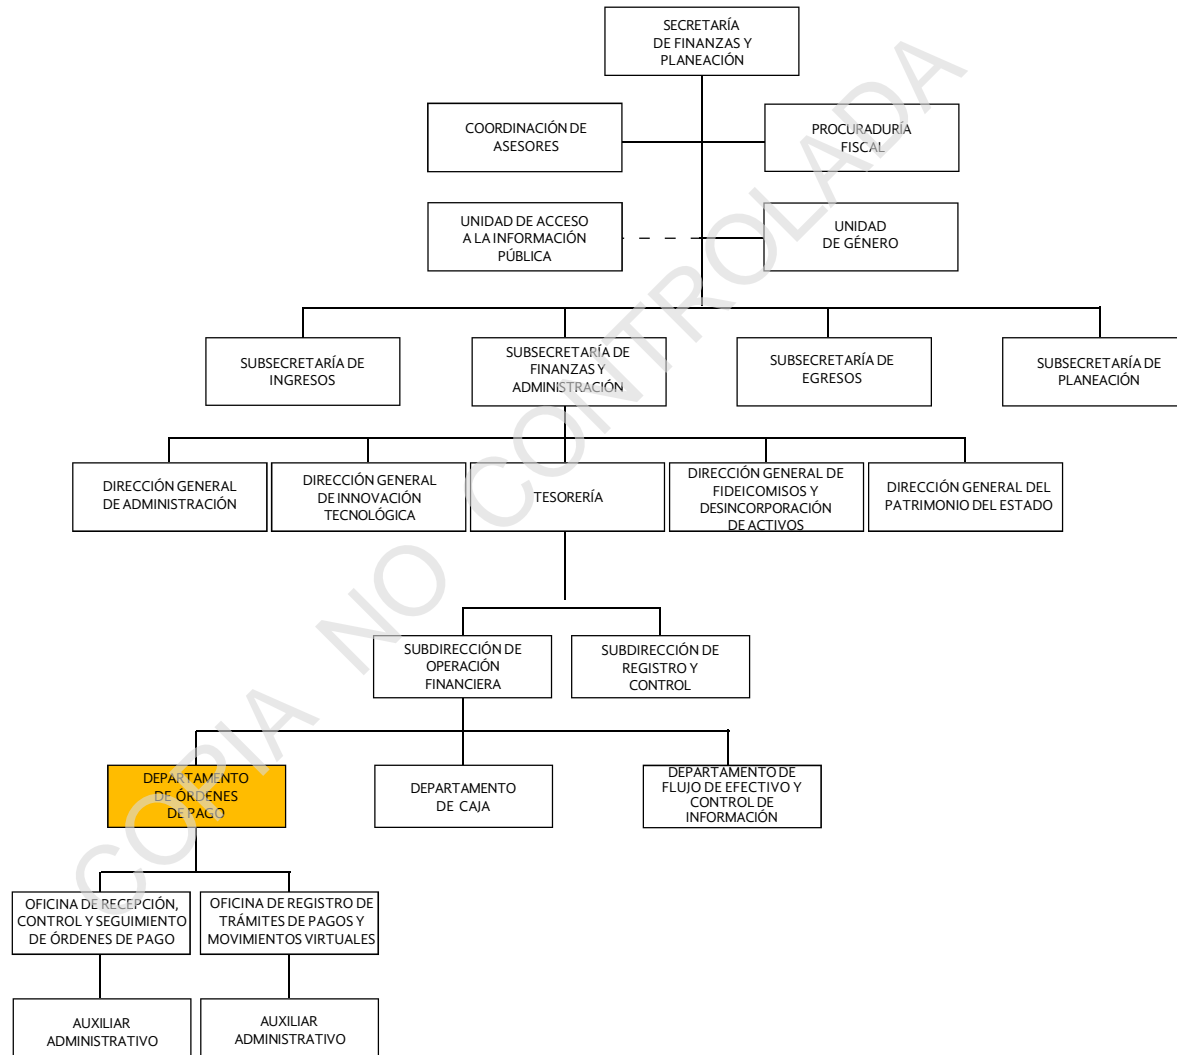 SECRETARÍA
DE FINANZAS Y
PLANEACIÓN
COORDINACIÓN DE
ASESORES
PROCURADURÍA
FISCAL
UNIDAD DE ACCESO
A LA INFORMACIÓN
PÚBLICA
UNIDAD
DE GÉNERO
SUBSECRETARÍA DE
INGRESOS
SUBSECRETARÍA DE
FINANZAS Y
ADMINISTRACIÓN
SUBSECRETARÍA DE
EGRESOS
SUBSECRETARÍA DE
PLANEACIÓN
DIRECCIÓN GENERAL
DE ADMINISTRACIÓN
DIRECCIÓN GENERAL
DE INNOVACIÓN
TECNOLÓGICA
TESORERÍA
DIRECCIÓN GENERAL DE
FIDEICOMISOS Y
DESINCORPORACIÓN
DE ACTIVOS
DIRECCIÓN GENERAL DEL
PATRIMONIO DEL ESTADO
SUBDIRECCIÓN DE
OPERACIÓN
FINANCIERA
SUBDIRECCIÓN DE
REGISTRO Y
CONTROL
DEPARTAMENTO
DE ÓRDENES
DE PAGO
DEPARTAMENTO
DE CAJA
DEPARTAMENTO DE
FLUJO DE EFECTIVO Y
CONTROL DE
INFORMACIÓN
OFICINA DE RECEPCIÓN,
CONTROL Y SEGUIMIENTO
DE ÓRDENES DE PAGO
OFICINA DE REGISTRO DE
TRÁMITES DE PAGOS Y
MOVIMIENTOS VIRTUALES
AUXILIAR
ADMINISTRATIVO
AUXILIAR
ADMINISTRATIVO
COPIA NO CONTROLADA